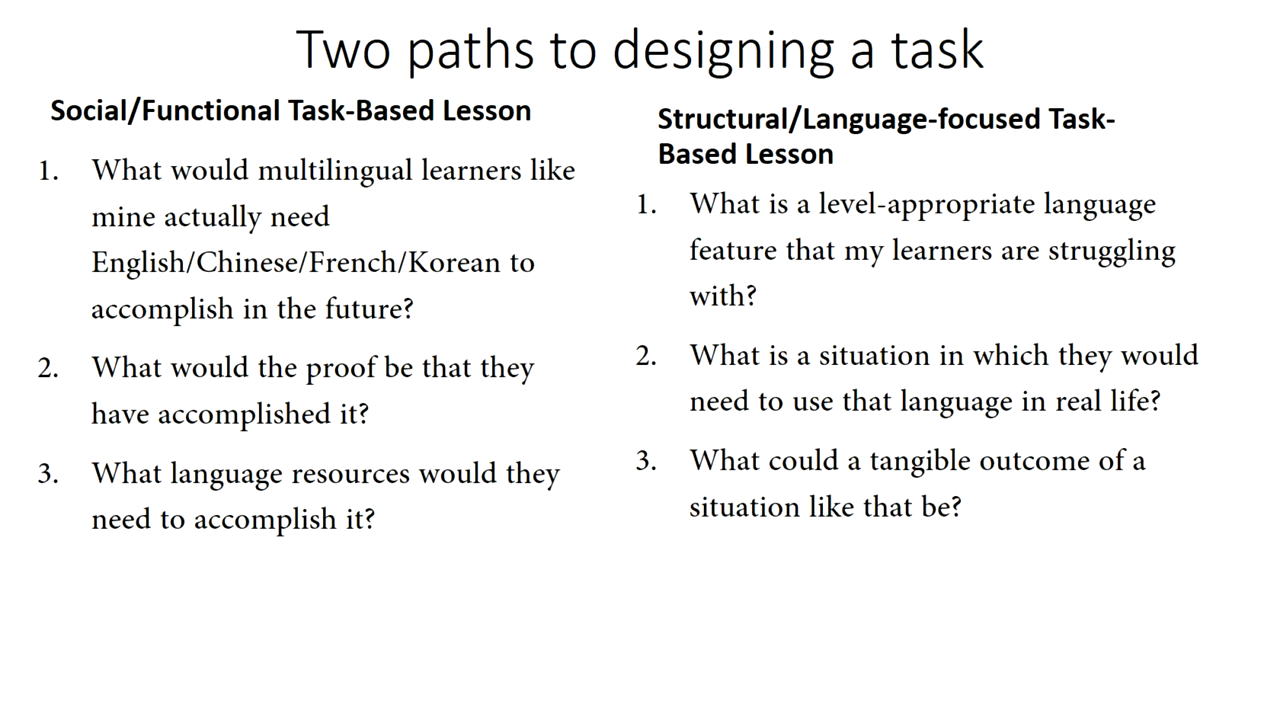 Two paths to designing a task
Social/Functional Task-Based Lesson
1. What would multilingual learners like
mine actually need
English/Chinese/French/Korean to
accomplish in the future?
2. What would the proof be that they
have accomplished it?
3. What language resources would they
need to accomplish it?
Structural/Language-focused Task-
Based Lesson
1. What is a level-appropriate language
feature that my learners are struggling
with?
2. What is a situation in which they would
need to use that language in real life?
3. What could a tangible outcome of a
situation like that be?